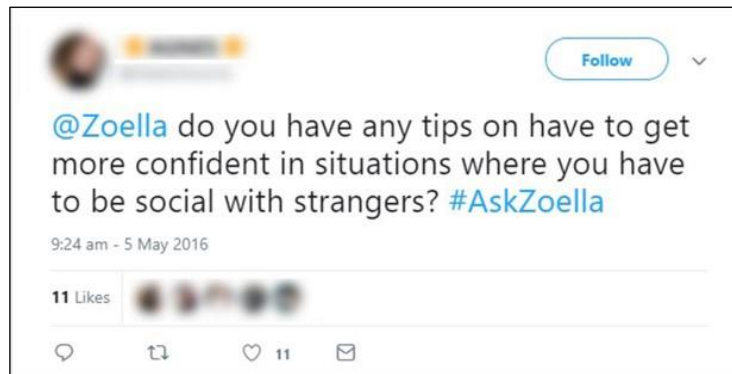 Follow
@Zoella do you have any tips on have to get
more confident in situations where you have
to be social with strangers? #AskZoella
9:24 am - 5 May 2016
11 Likes
11